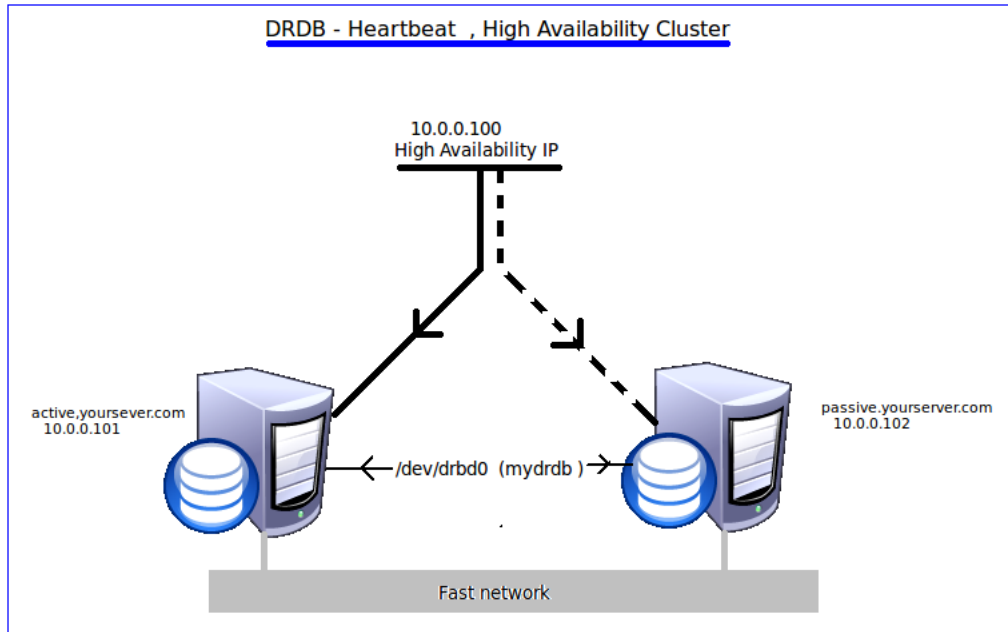 DRDB - Heartbeat , High Availability Cluster
10.0.0.100
High Availability IP
active.yoursever.com
10.0.0.101
passive.yourserver.com
10.0.0.102
/dev/drbd0 (mydrdb )
Fast network